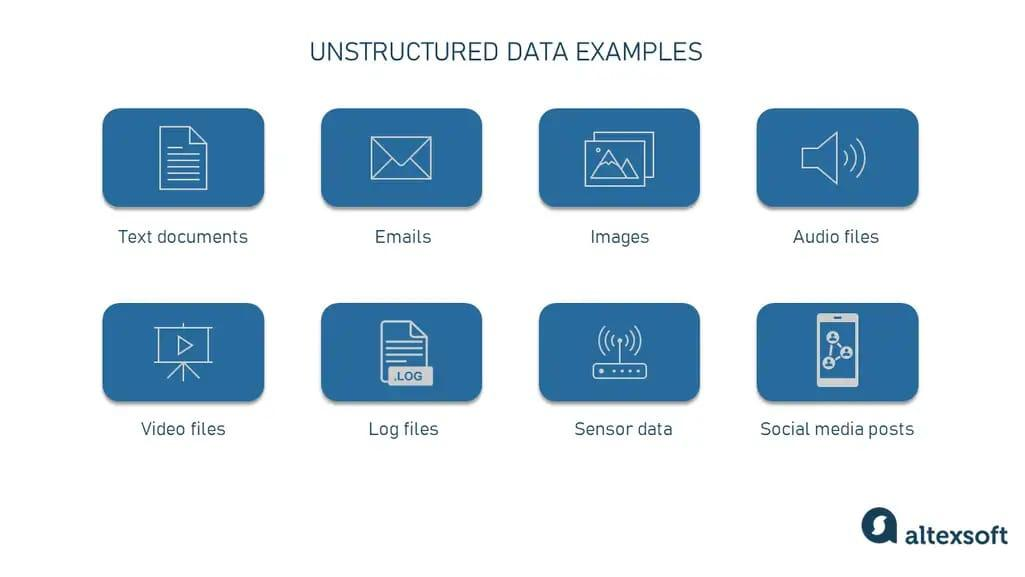 UNSTRUCTURED DATA EXAMPLES
Text documents
Emails
Images
Audio files
.LOG
Video files
Log files
Sensor data
Social media posts
altexsoft